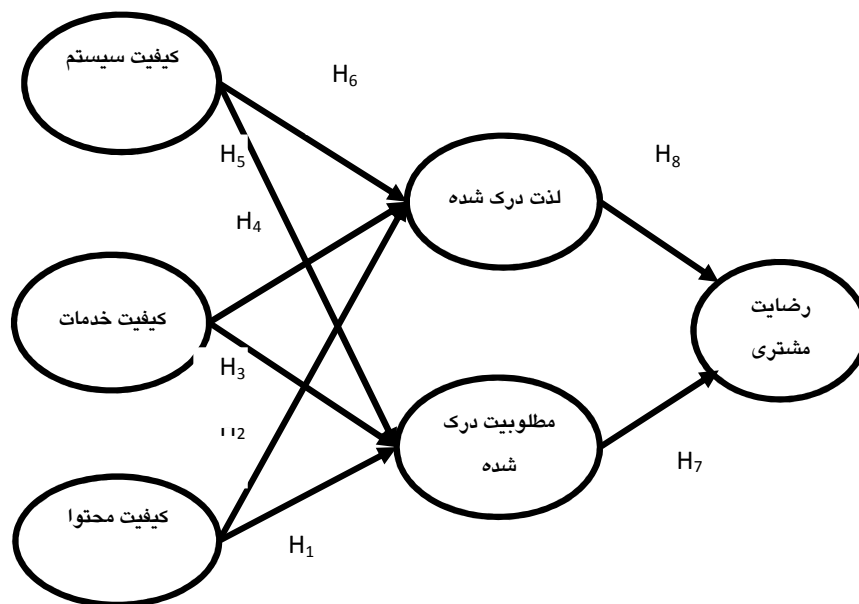 کیفیت سیستم
H6
H5
لذت درک شده
H8
H4
کیفیت خدمات
رضایت
مشتری
H3
مطلوبیت درک
شده
H2
H7
کیفیت محتوا
H1